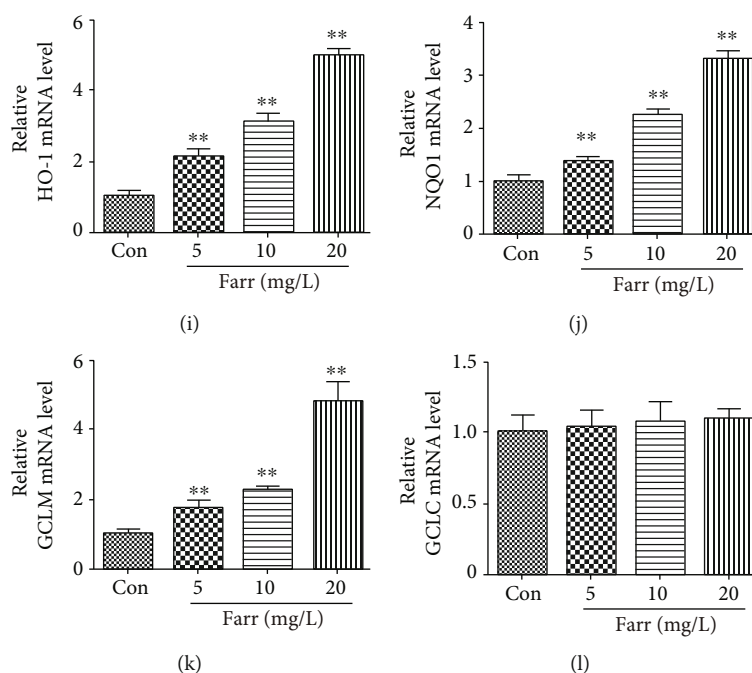 Relative
HO-1 mRNA level
6
4
2
0
**
**
**
Con
5
10
20
Farr (mg/L)
(i)
Relative
NQO1 mRNA level
4
3
2
1
0
**
**
**
Con
5
10
20
Farr (mg/L)
(j)
Relative
GCLM mRNA level
6
4
2
0
**
**
**
Con
5
10
20
Farr (mg/L)
(k)
Relative
GCLC mRNA level
1.5
1.0
0.5
0
Con
5
10
20
Farr (mg/L)
(l)